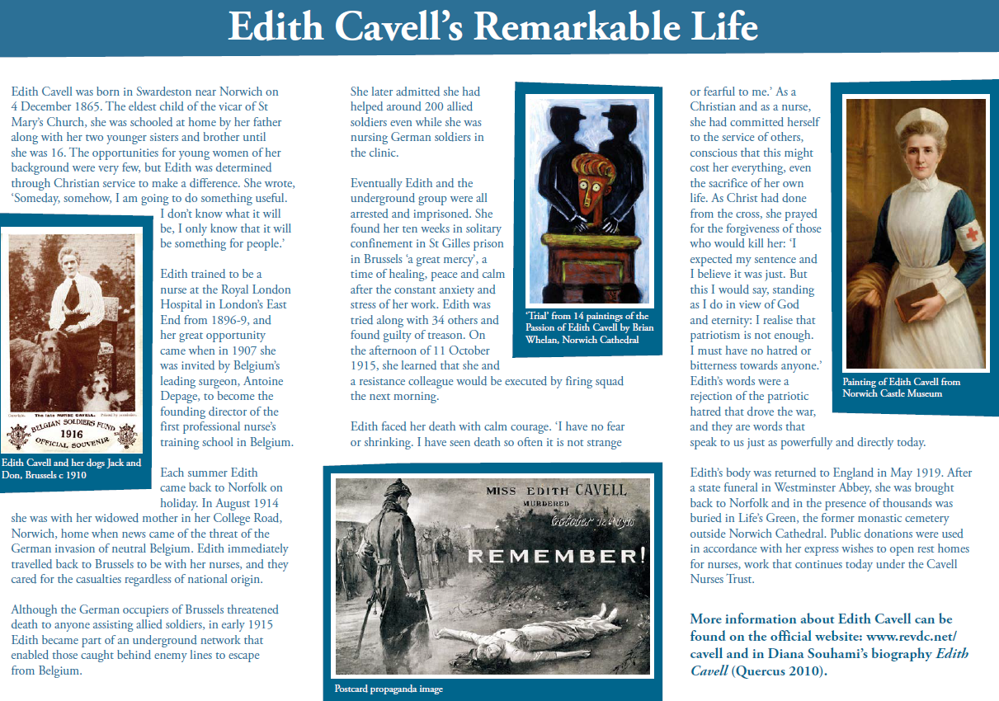 Edith Cavell's Remarkable Life
Edith Cavell was born in Swardeston near Norwich on
4 December 1865. The eldest child of the vicar of St
Mary's Church, she was schooled at home by her father
along with her two younger sisters and brother until
she was 16. The opportunities for young women of her
background were very few, but Edith was determined
through Christian service to make a difference. She wrote,
'Someday, somehow, I am going to do something useful.
I don't know what it will
be, I only know that it will
be something for people.'
Edith trained to be a
nurse at the Royal London
Hospital in London's East
End from 1896-9, and
her great opportunity
came when in 1907 she
was invited by Belgium's
leading surgeon, Antoine
Depage, to become the
founding director of the
first professional nurse's
training school in Belgium.
The late NURSE CAVELL.
BELGIAN SOLDIERS FUND
1916
OFFICIAL SOUVENIR
Edith Cavell and her dogs Jack and
Don, Brussels c 1910
Each summer Edith
came back to Norfolk on
holiday. In August 1914
she was with her widowed mother in her College Road,
Norwich, home when news came of the threat of the
German invasion of neutral Belgium. Edith immediately
travelled back to Brussels to be with her nurses, and they
cared for the casualties regardless of national origin.
Although the German occupiers of Brussels threatened
death to anyone assisting allied soldiers, in early 1915
Edith became part of an underground network that
enabled those caught behind enemy lines to escape
from Belgium.
She later admitted she had
helped around 200 allied
soldiers even while she was
nursing German soldiers in
the clinic.
Eventually Edith and the
underground group were all
arrested and imprisoned. She
found her ten weeks in solitary
confinement in St Gilles prison
in Brussels 'a great mercy', a
time of healing, peace and calm
after the constant anxiety and
stress of her work. Edith was
tried along with 34 others and
found guilty of treason. On
the afternoon of 11 October
1915, she learned that she and
a resistance colleague would be executed by firing squad
the next morning.
'Trial' from 14 paintings of the
Passion of Edith Cavell by Brian
Whelan, Norwich Cathedral
Edith faced her death with calm courage. 'I have no fear
or shrinking. I have seen death so often it is not strange
MISS EDITH CAVELL
MURDERED
October 12th 1915
REMEMBER!
Postcard propaganda image
or fearful to me.' As a
Christian and as a nurse,
she had committed herself
to the service of others,
conscious that this might
cost her everything, even
the sacrifice of her own
life. As Christ had done
from the cross, she prayed
for the forgiveness of those
who would kill her: 'I
expected my sentence and
I believe it was just. But
this I would say, standing
as I do in view of God
and eternity: I realise that
patriotism is not enough.
I must have no hatred or
bitterness towards anyone.'
Edith's words were a
rejection of the patriotic
hatred that drove the war,
and they are words that
speak to us just as powerfully and directly today.
Painting of Edith Cavell from
Norwich Castle Museum
Edith's body was returned to England in May 1919. After
a state funeral in Westminster Abbey, she was brought
back to Norfolk and in the presence of thousands was
buried in Life's Green, the former monastic cemetery
outside Norwich Cathedral. Public donations were used
in accordance with her express wishes to open rest homes
for nurses, work that continues today under the Cavell
Nurses Trust.
More information about Edith Cavell can be
found on the official website: www.revdc.net/
cavell and in Diana Souhami's biography Edith
Cavell (Quercus 2010).